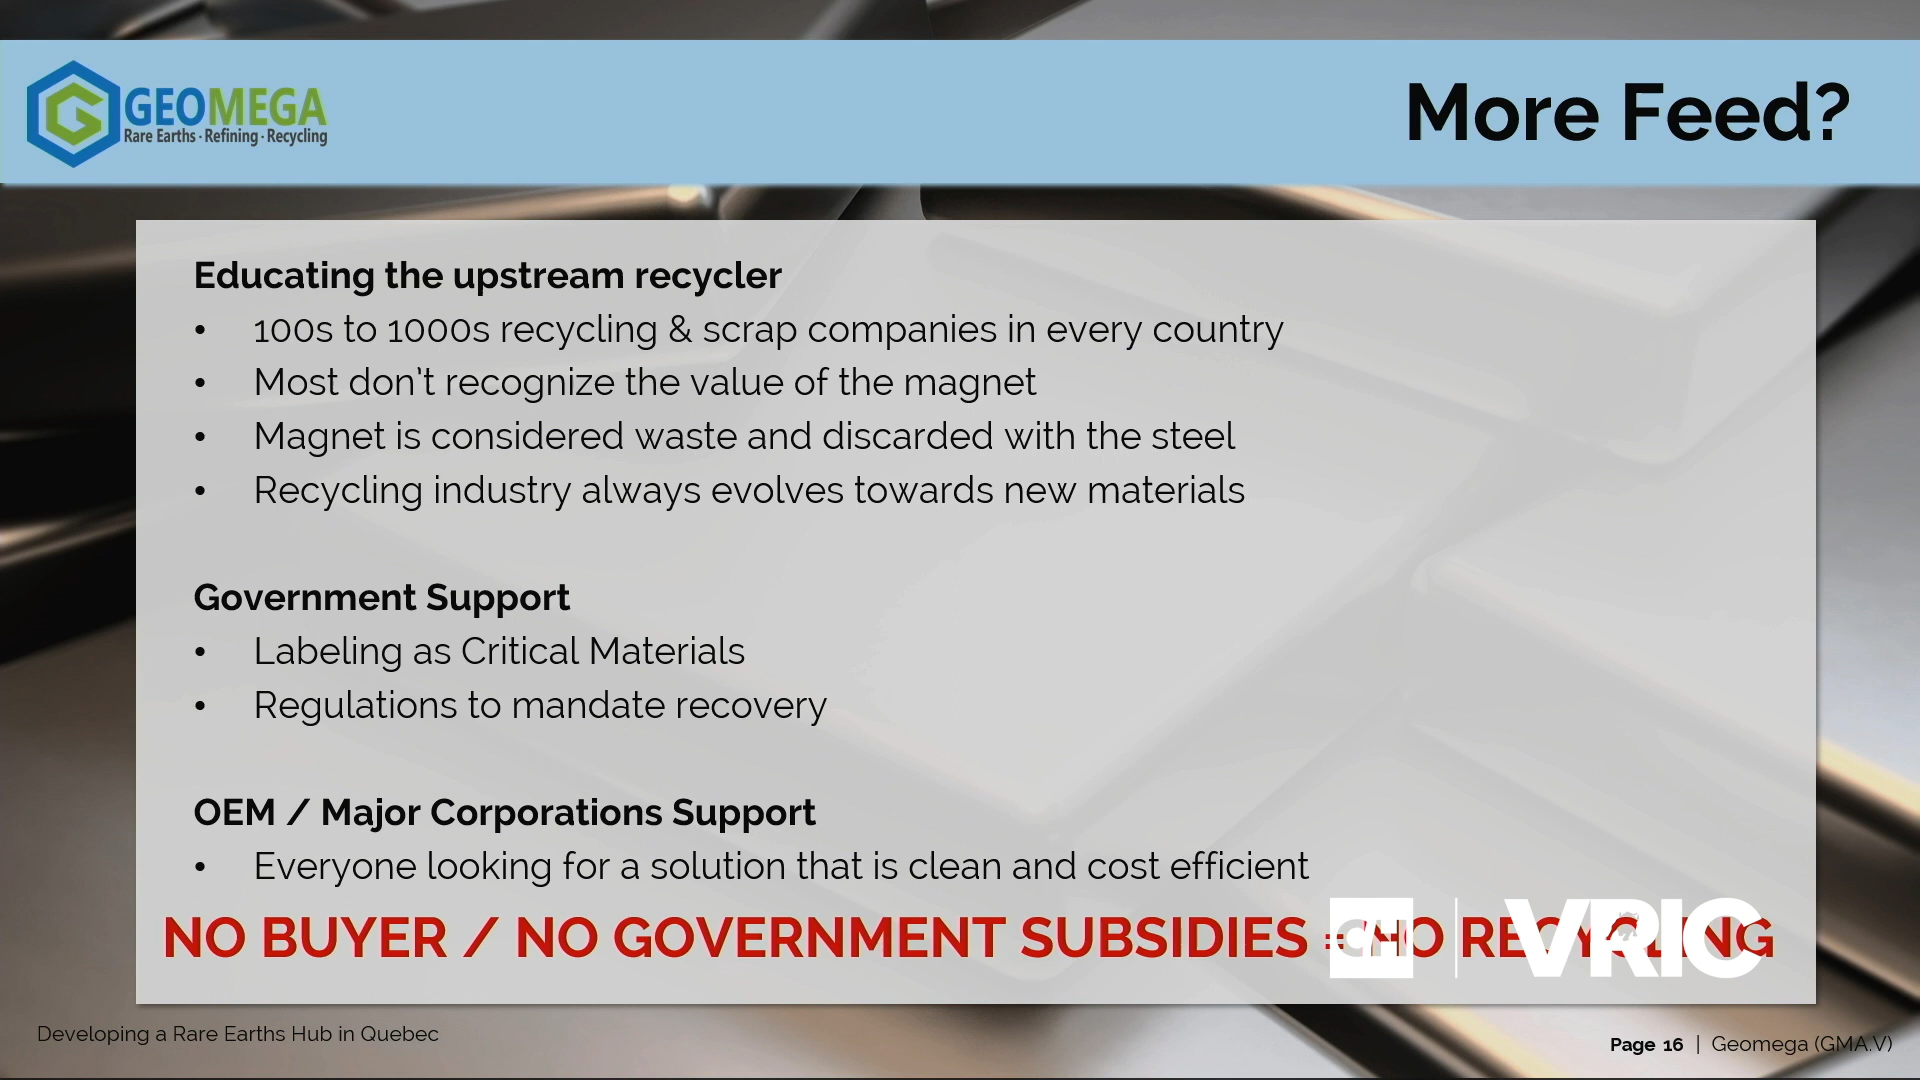 GEOMEGA
Rare Earths · Refining · Recycling
More Feed?
Educating the upstream recycler
• 100s to 1000s recycling & scrap companies in every country
• Most don't recognize the value of the magnet
• Magnet is considered waste and discarded with the steel
• Recycling industry always evolves towards new materials
Government Support
• Labeling as Critical Materials
• Regulations to mandate recovery
OEM / Major Corporations Support
• Everyone looking for a solution that is clean and cost efficient
NO BUYER / NO GOVERNMENT SUBSIDIES = NO RECYCLING
VRIC
Developing a Rare Earths Hub in Quebec
Page 16 | Geomega (GMA.V)